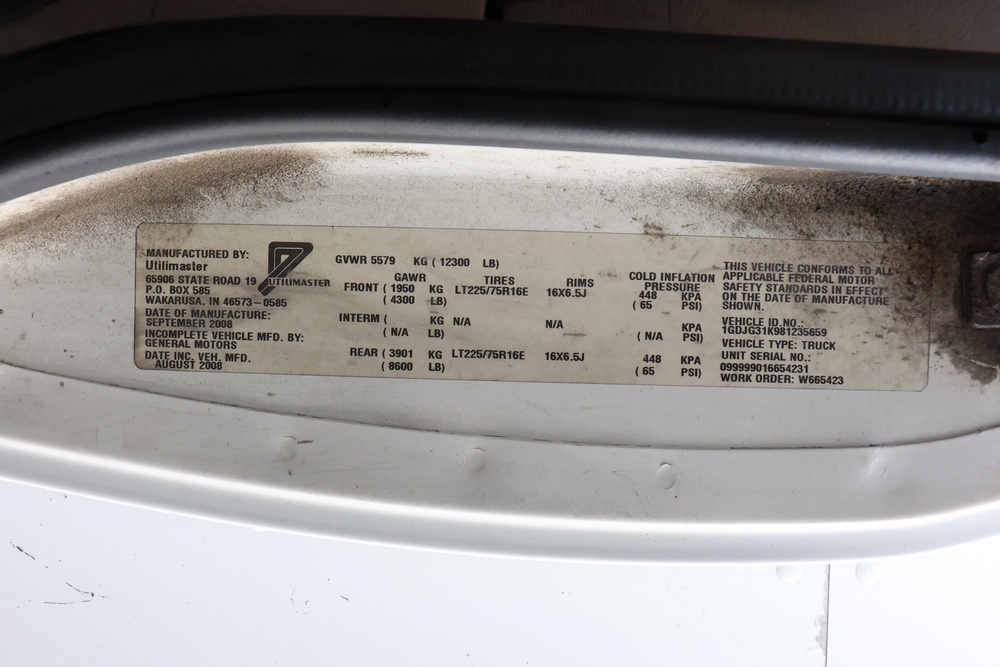 MANUFACTURED BY:
Utilimaster
65906 STATE ROAD 19
P.O. BOX 585
WAKARUSA, IN 46573-0585
DATE OF MANUFACTURE:
SEPTEMBER 2008
INCOMPLETE VEHICLE MFD. BY:
GENERAL MOTORS
DATE INC. VEH. MFD.
AUGUST 2008
UTILIMASTER
GVWR 5579 KG ( 12300 LB)
GAWR TIRES RIMS COLD INFLATION PRESSURE
FRONT ( 1950 KG LT225/75R16E 16X6.5J 448 KPA
( 4300 LB) ( 65 PSI)
INTERM ( KG N/A N/A KPA
( N/A LB) ( N/A PSI)
REAR ( 3901 KG LT225/75R16E 16X6.5J 448 KPA
( 8600 LB) ( 65 PSI)
THIS VEHICLE CONFORMS TO ALL
APPLICABLE FEDERAL MOTOR
SAFETY STANDARDS IN EFFECT
ON THE DATE OF MANUFACTURE
SHOWN.
VEHICLE ID.NO.:
1GDJG31K981235659
VEHICLE TYPE: TRUCK
UNIT SERIAL NO.:
099999016654231
WORK ORDER: W665423